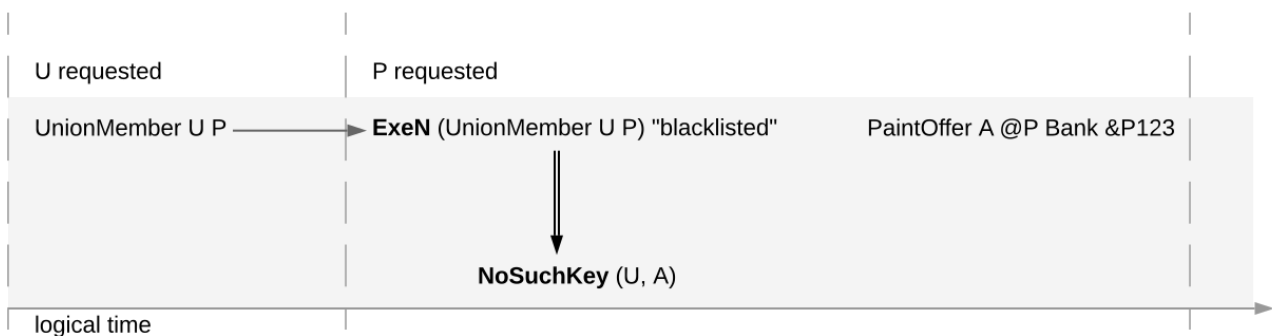 U requested
P requested
UnionMember U P
ExeN (UnionMember U P) "blacklisted"
PaintOffer A @P Bank &P123
NoSuchKey (U, A)
logical time